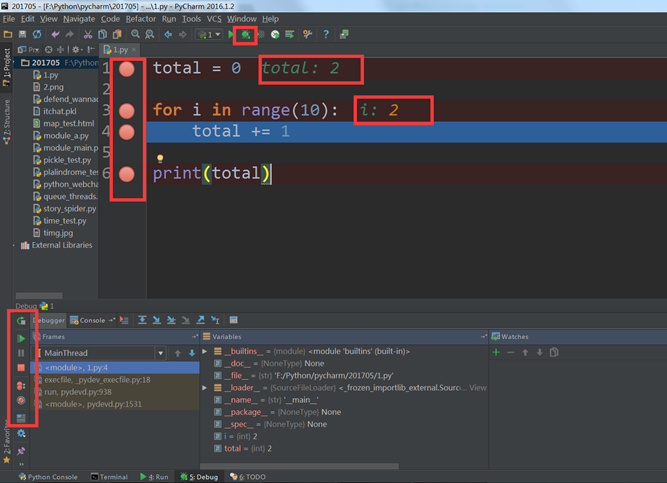 201705 - [F:\Python\pycharm\201705] - ...\1.py - PyCharm 2016.1.2
File Edit View Navigate Code Refactor Run Tools VCS Window Help
1
1: Project
7: Structure
2: Favorites
Pr
1.py
201705 F:\Python
1.py
2.png
defend_wannac
itchat.pkl
map_test.html
module_a.py
module_main.p
pickle_test.py
plalindrome_tes
python_webcha
queue_threads.
story_spider.py
time_test.py
timg.jpg
External Libraries
1 total = 0 total: 2
2
3 for i in range(10): i: 2
4 total += 1
5
6 print(total)
Debug 1
Debugger Console
Frames
MainThread
<module>, 1.py:4
execfile, _pydev_execfile.py:18
run, pydevd.py:938
<module>, pydevd.py:1531
Variables
__builtins__ = {module} <module 'builtins' (built-in)>
__doc__ = {NoneType} None
__file__ = {str} 'F:/Python/pycharm/201705/1.py'
__loader__ = {SourceFileLoader} <_frozen_importlib_external.Source... View
__name__ = {str} '__main__'
__package__ = {NoneType} None
__spec__ = {NoneType} None
i = {int} 2
total = {int} 2
Watches
Python Console Terminal 4: Run 5: Debug 6: TODO